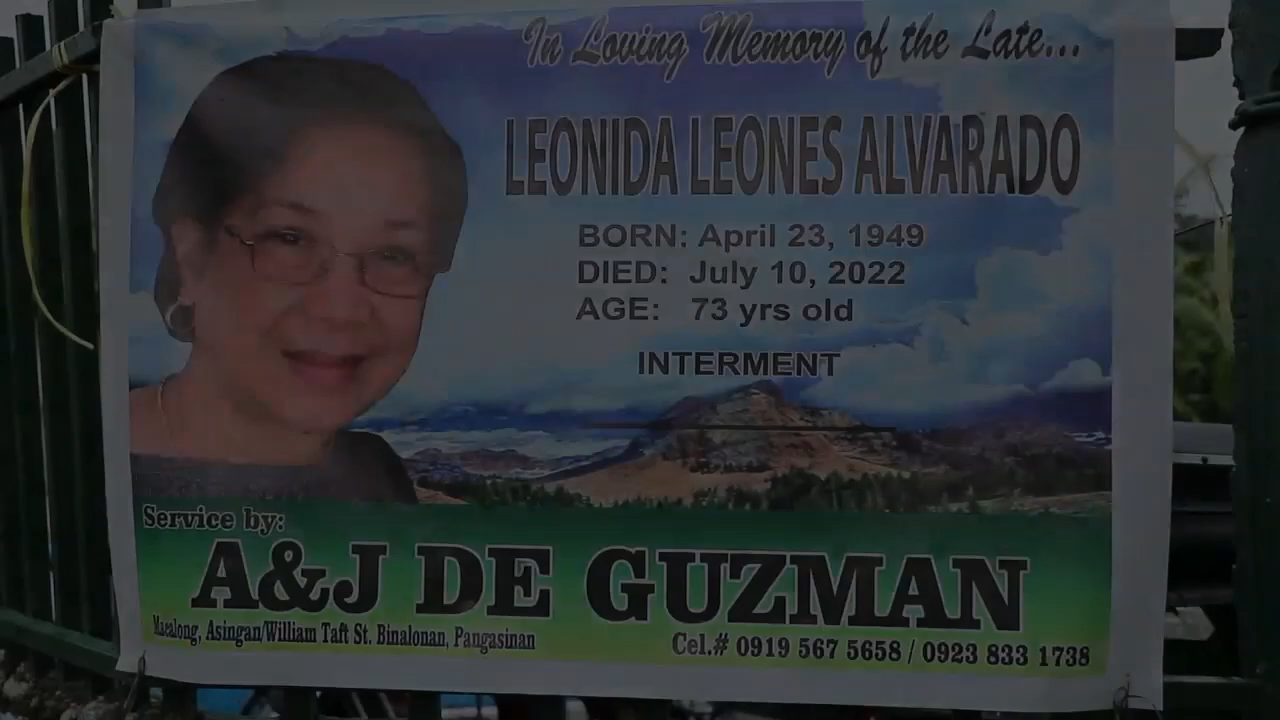 In Loving Memory of the Late...
LEONIDA LEONES ALVARADO
BORN: April 23, 1949
DIED: July 10, 2022
AGE: 73 yrs old
INTERMENT
Service by:
A&J DE GUZMAN
Macalong, Asingan/William Taft St. Binalonan, Pangasinan
Cel.# 0919 567 5658 / 0923 833 1738